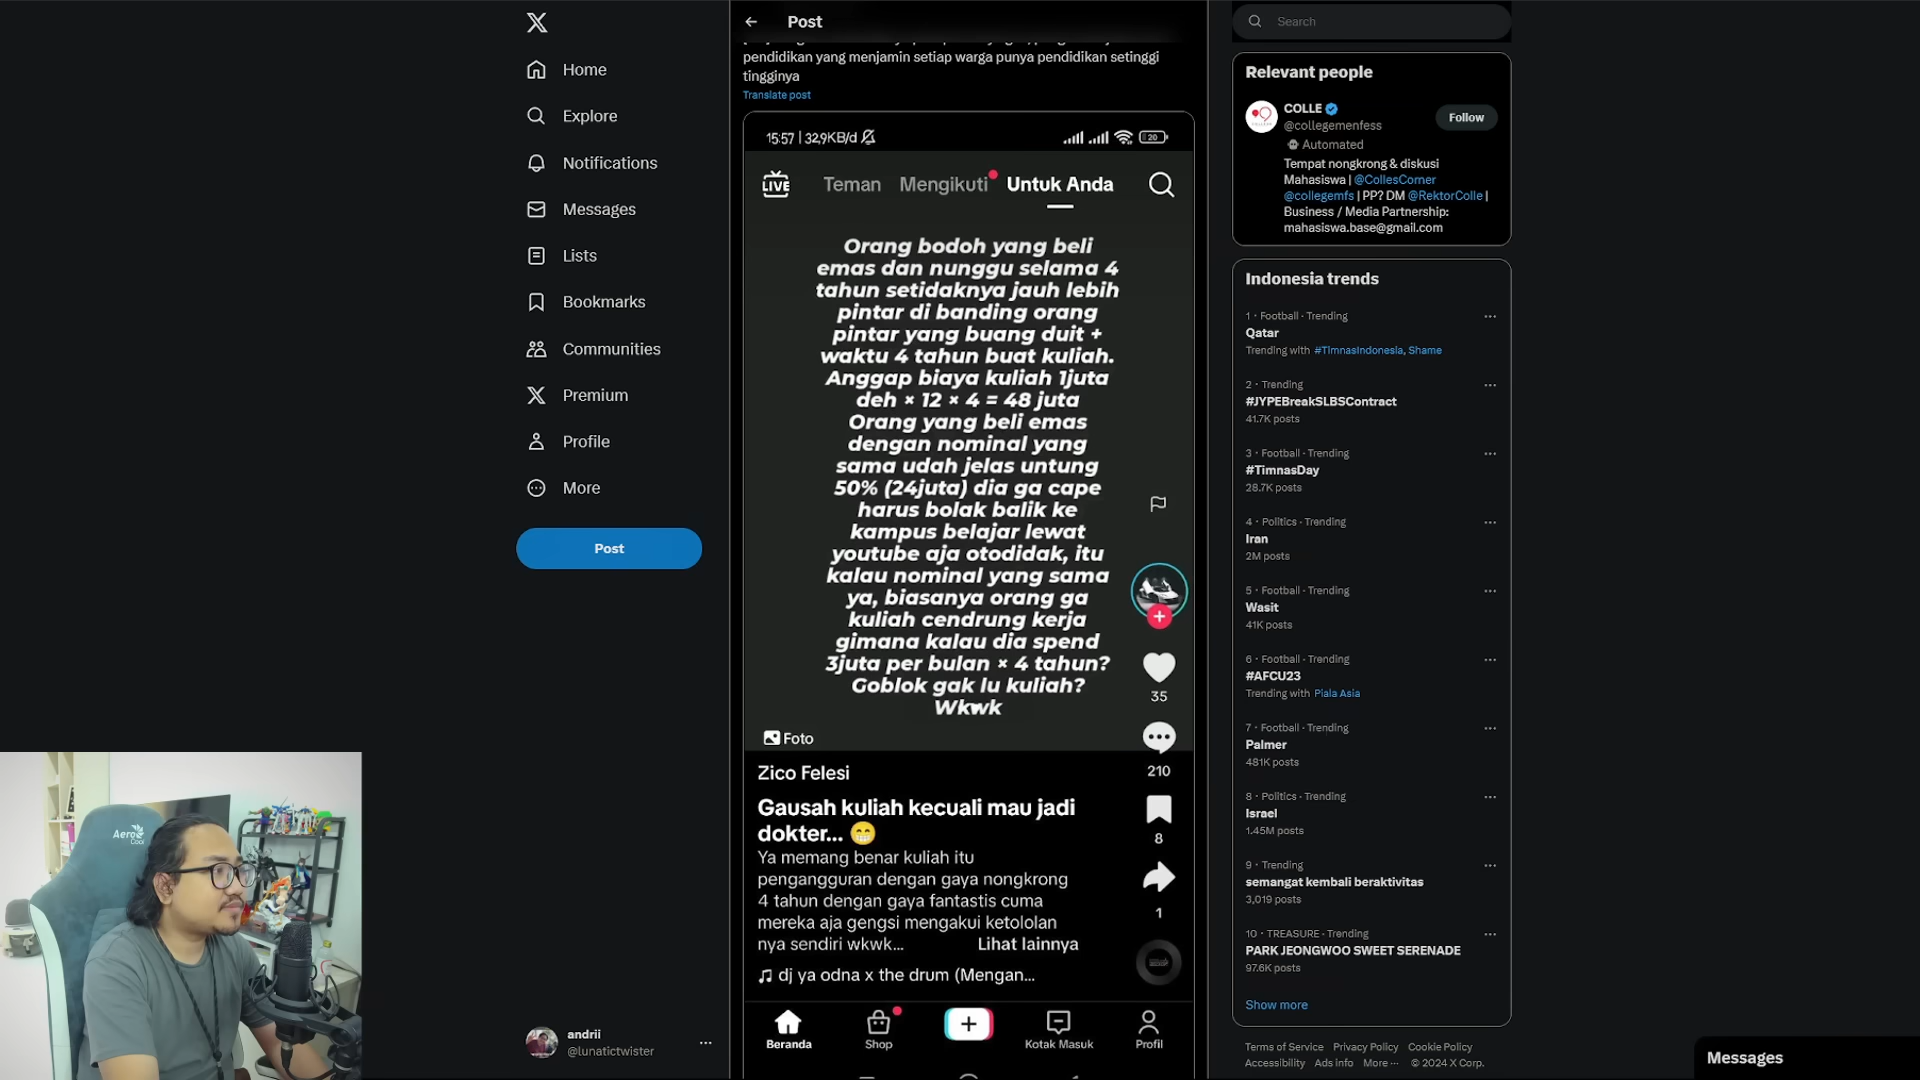 Home
Explore
Notifications
Messages
Lists
Bookmarks
Communities
Premium
Profile
More
Post
andrii
@lunatictwister
Post
pendidikan yang menjamin setiap warga punya pendidikan setinggi
tingginya
Translate post
15:57 | 32,9KB/d
20
LIVE
Teman
Mengikuti
Untuk Anda
Orang bodoh yang beli
emas dan nunggu selama 4
tahun setidaknya jauh lebih
pintar di banding orang
pintar yang buang duit +
waktu 4 tahun buat kuliah.
Anggap biaya kuliah 1juta
deh × 12 × 4 = 48 juta
Orang yang beli emas
dengan nominal yang
sama udah jelas untung
50% (24juta) dia ga cape
harus bolak balik ke
kampus belajar lewat
youtube aja otodidak, itu
kalau nominal yang sama
ya, biasanya orang ga
kuliah cendrung kerja
gimana kalau dia spend
3juta per bulan × 4 tahun?
Goblok gak lu kuliah?
Wkwk
35
210
8
1
Foto
Zico Felesi
Gausah kuliah kecuali mau jadi
dokter... 😁
Ya memang benar kuliah itu
pengangguran dengan gaya nongkrong
4 tahun dengan gaya fantastis cuma
mereka aja gengsi mengakui ketololan
nya sendiri wkwk... Lihat lainnya
dj ya odna x the drum (Mengan...
Beranda
Shop
Kotak Masuk
Profil
Search
Relevant people
COLLE
@collegemenfess
Follow
Automated
Tempat nongkrong & diskusi
Mahasiswa | @CollesCorner
@collegemfs | PP? DM @RektorColle |
Business / Media Partnership:
mahasiswa.base@gmail.com
Indonesia trends
1 · Football · Trending
Qatar
Trending with #TimnasIndonesia, Shame
2 · Trending
#JYPEBreakSLBSContract
41.7K posts
3 · Football · Trending
#TimnasDay
28.7K posts
4 · Politics · Trending
Iran
2M posts
5 · Football · Trending
Wasit
41K posts
6 · Football · Trending
#AFCU23
Trending with Piala Asia
7 · Football · Trending
Palmer
481K posts
8 · Politics · Trending
Israel
1.45M posts
9 · Trending
semangat kembali beraktivitas
3,019 posts
10 · TREASURE · Trending
PARK JEONGWOO SWEET SERENADE
97.6K posts
Show more
Terms of Service Privacy Policy Cookie Policy
Accessibility Ads info More ··· © 2024 X Corp.
Messages
Aero
Cool